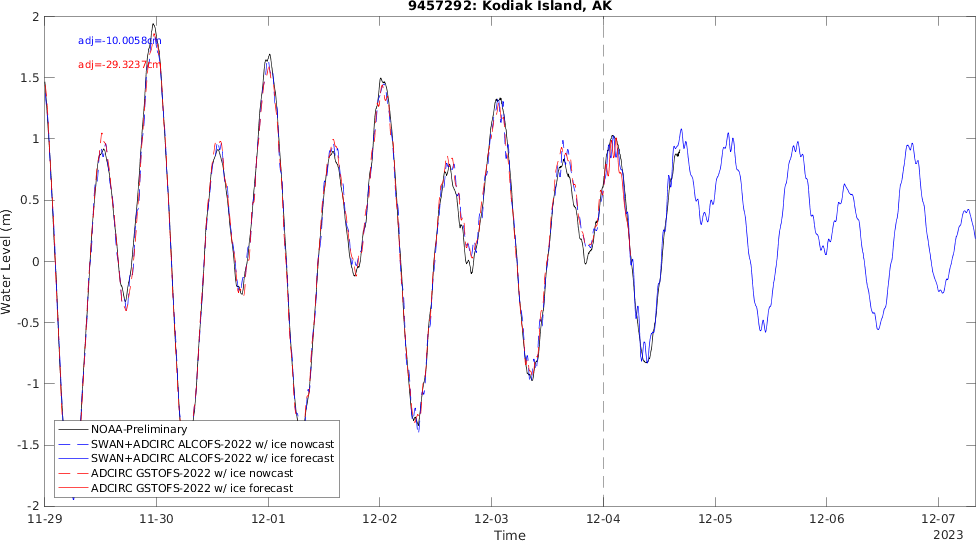 9457292: Kodiak Island, AK
adj=-10.0058cm
adj=-29.3237cm
Water Level (m)
2
1.5
1
0.5
0
-0.5
-1
-1.5
-2
NOAA-Preliminary
SWAN+ADCIRC ALCOFS-2022 w/ ice nowcast
SWAN+ADCIRC ALCOFS-2022 w/ ice forecast
ADCIRC GSTOFS-2022 w/ ice nowcast
ADCIRC GSTOFS-2022 w/ ice forecast
11-29 11-30 12-01 12-02 12-03 12-04 12-05 12-06 12-07
Time
2023